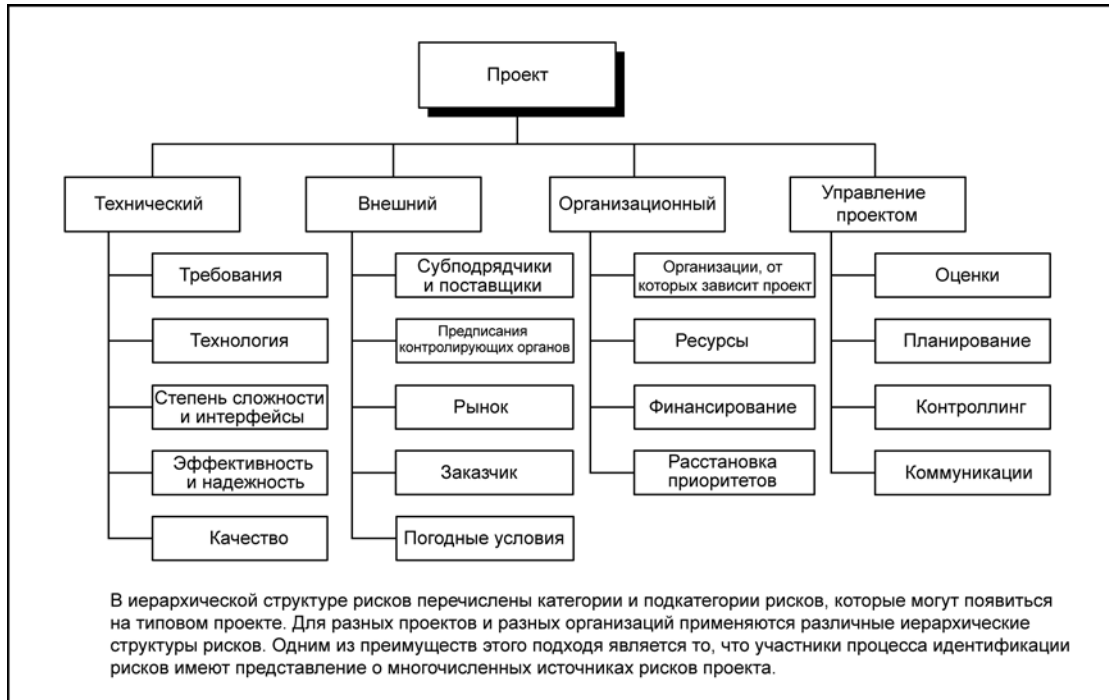 Проект
Технический
Внешний
Организационный
Управление
проектом
Требования
Технология
Степень сложности
и интерфейсы
Эффективность
и надежность
Качество
Субподрядчики
и поставщики
Предписания
контролирующих органов
Рынок
Заказчик
Погодные условия
Организации, от
которых зависит проект
Ресурсы
Финансирование
Расстановка
приоритетов
Оценки
Планирование
Контроллинг
Коммуникации
В иерархической структуре рисков перечислены категории и подкатегории рисков, которые могут появиться
на типовом проекте. Для разных проектов и разных организаций применяются различные иерархические
структуры рисков. Одним из преимуществ этого подхода является то, что участники процесса идентификации
рисков имеют представление о многочисленных источниках рисков проекта.